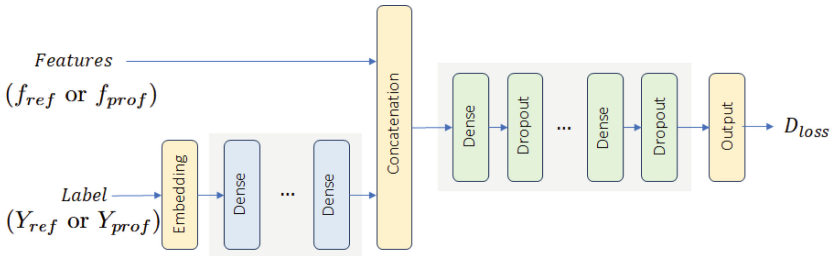 Features
(f_ref or f_prof)
Label
(Y_ref or Y_prof)
Embedding
Dense
...
Dense
Concatenation
Dense
Dropout
...
Dense
Dropout
Output
D_loss